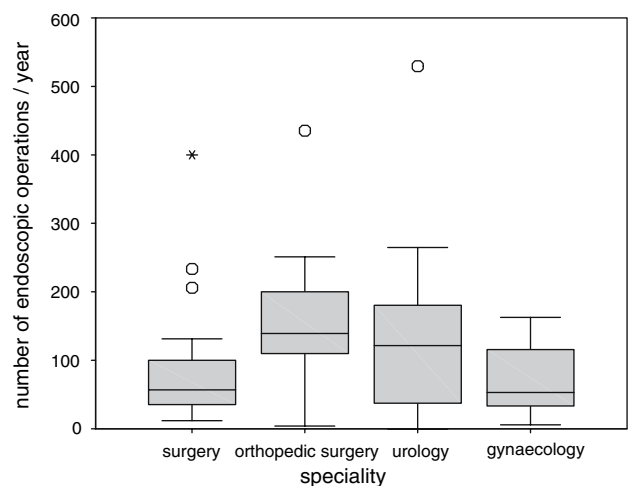 number of endoscopic operations / year
600
500
400
300
200
100
0
surgery orthopedic surgery urology gynaecology
speciality